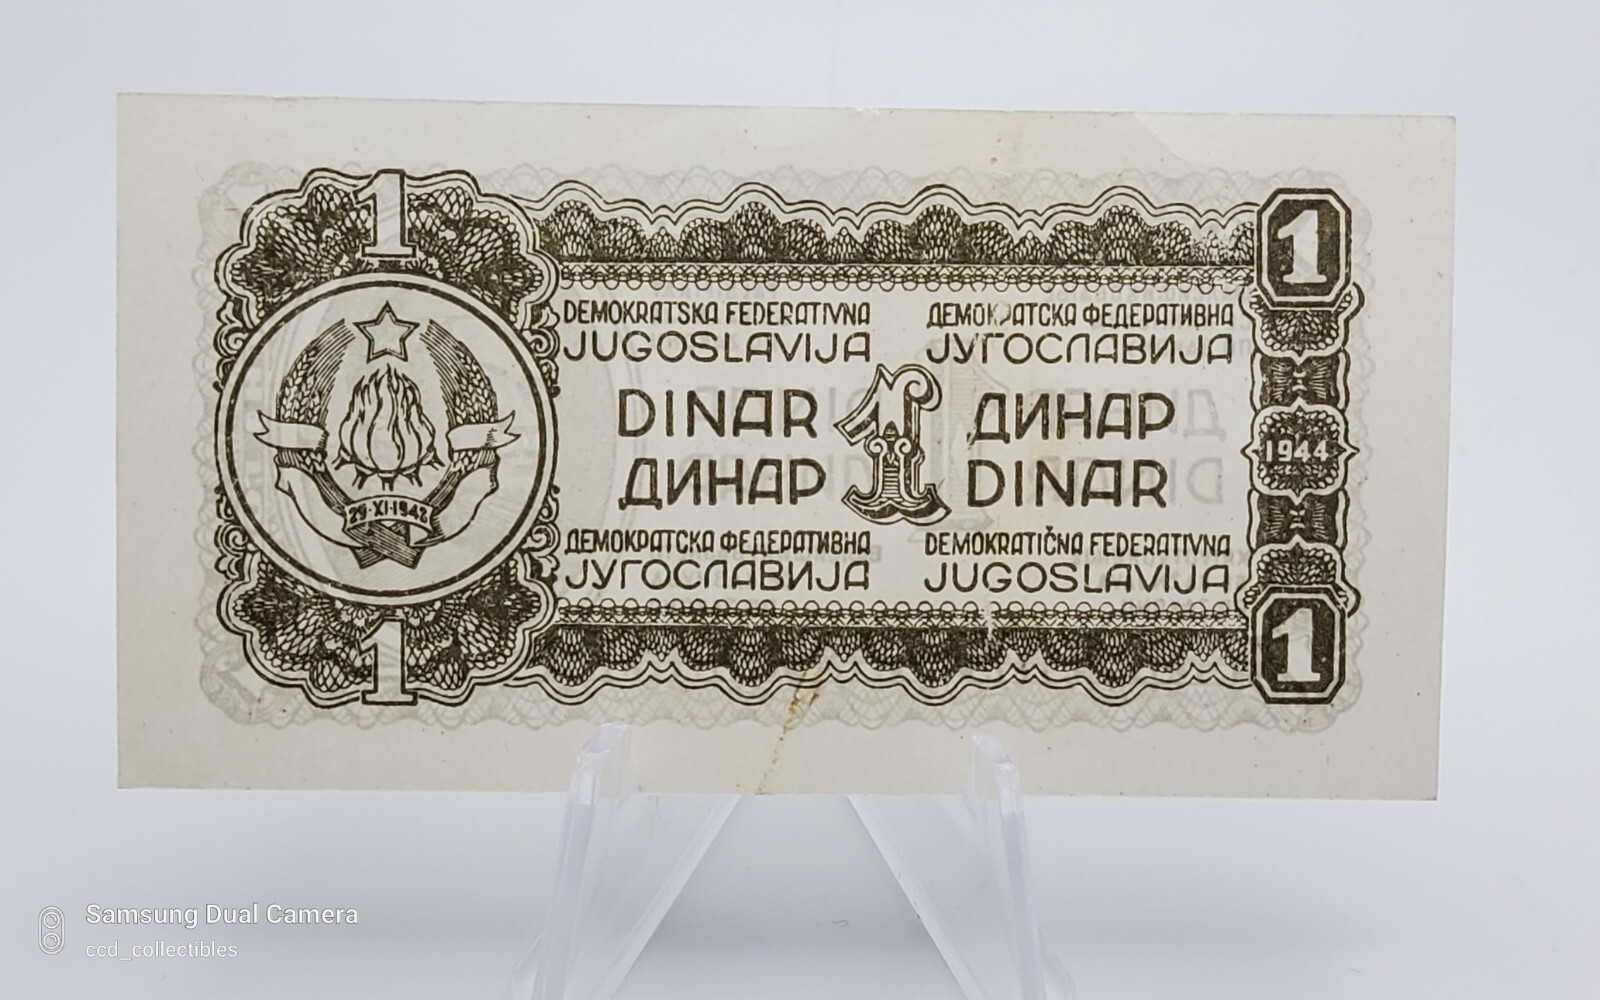 1
1
DEMOKRATSKA FEDERATIVNA
JUGOSLAVIJA
ДЕМОКРАТСКА ФЕДЕРАТИВНА
ЈУГОСЛАВИЈА
DINAR
1
ДИНАР
ДИНАР
DINAR
1944
29·XI·1943
ДЕМОКРАТСКА ФЕДЕРАТИВНА
ЈУГОСЛАВИЈА
DEMOKRATIČNA FEDERATIVNA
JUGOSLAVIJA
1
1
Samsung Dual Camera
ccd_collectibles